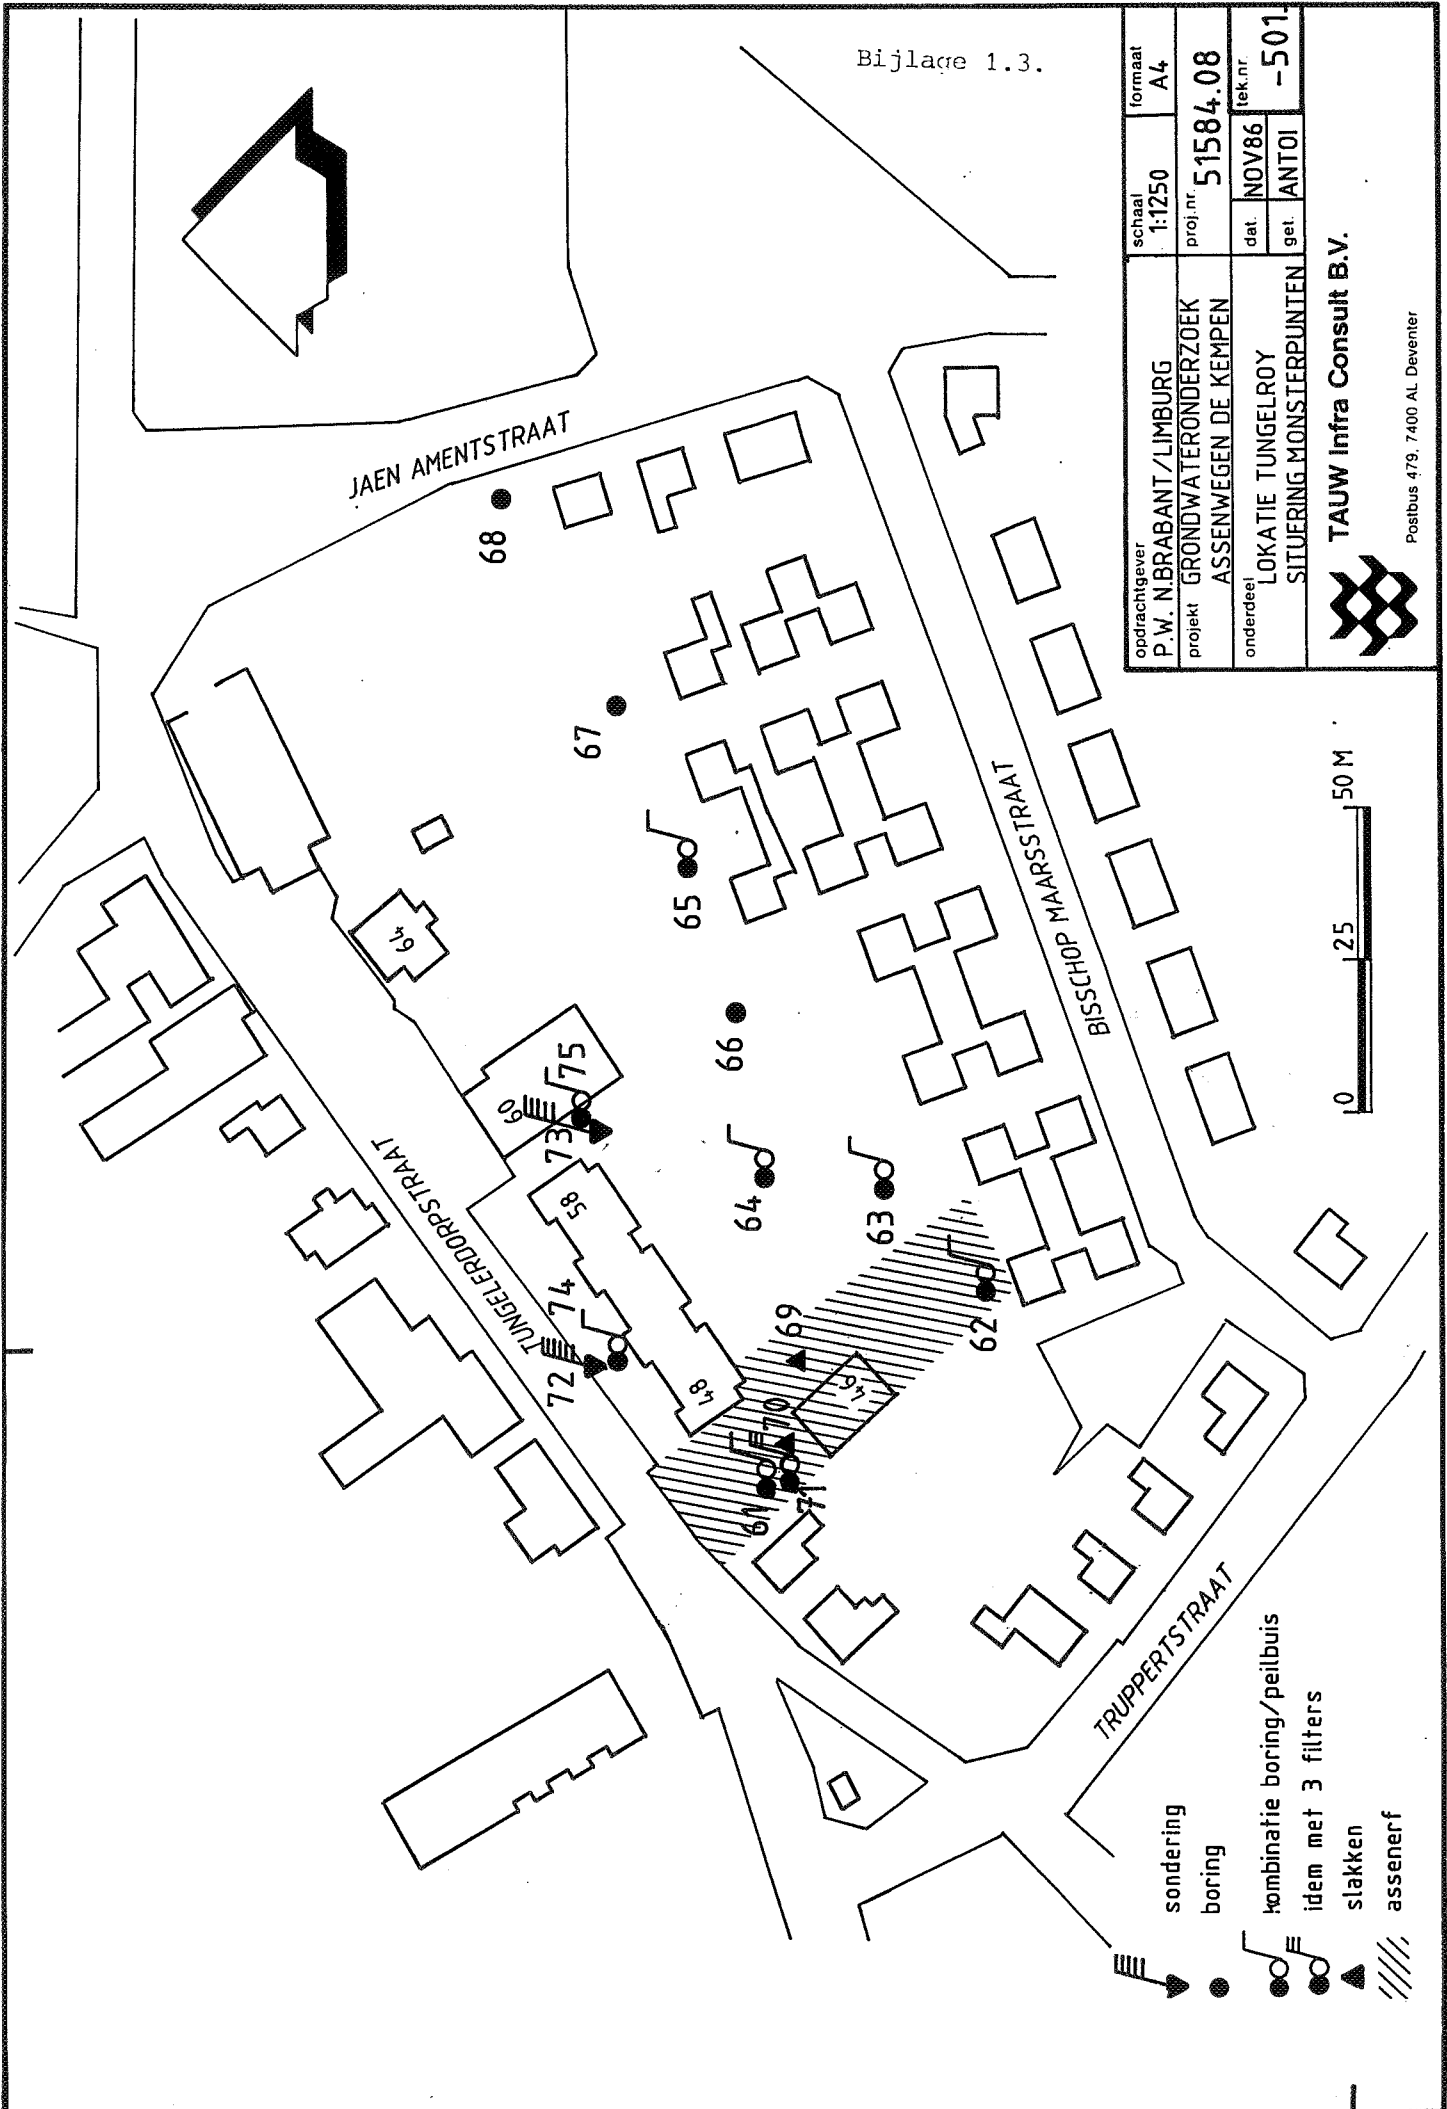 Bijlage 1.3.
JAEN AMENTSTRAAT
68
67
65
64
66
60
75
73
58
64
63
TUNGELERDORPSTRAAT
74
72
69
62
48
46
70
61
71
BISSCHOP MAARSSTRAAT
TRUPPERTSTRAAT
0 25 50 M
sondering
boring
kombinatie boring/peilbuis
idem met 3 filters
slakken
assenerf
opdrachtgever
P.W. N.BRABANT/LIMBURG
schaal
1:1250
formaat
A4
projekt GRONDWATERONDERZOEK
ASSENWEGEN DE KEMPEN
proj.nr.
51584.08
onderdeel
LOKATIE TUNGELROY
SITUERING MONSTERPUNTEN
dat. NOV86
get. ANTOI
tek.nr.
-501.
TAUW Infra Consult B.V.
Postbus 479, 7400 AL Deventer